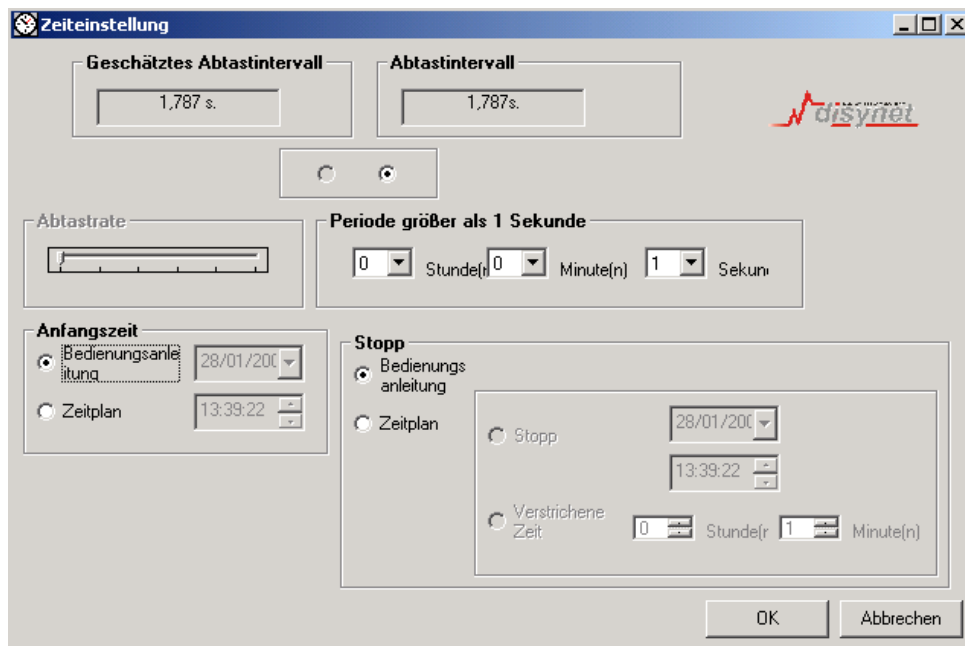 Zeiteinstellung
Geschätztes Abtastintervall
1,787 s.
Abtastintervall
1,787s.
disynet
Abtastrate
Periode größer als 1 Sekunde
0 Stunde(r 0 Minute(n) 1 Sekun
Anfangszeit
Bedienungsanle
itung
28/01/200
Zeitplan
13:39:22
Stopp
Bedienungs
anleitung
Zeitplan
Stopp
28/01/200
13:39:22
Verstrichene
Zeit
0 Stunde(r 1 Minute(n)
OK
Abbrechen